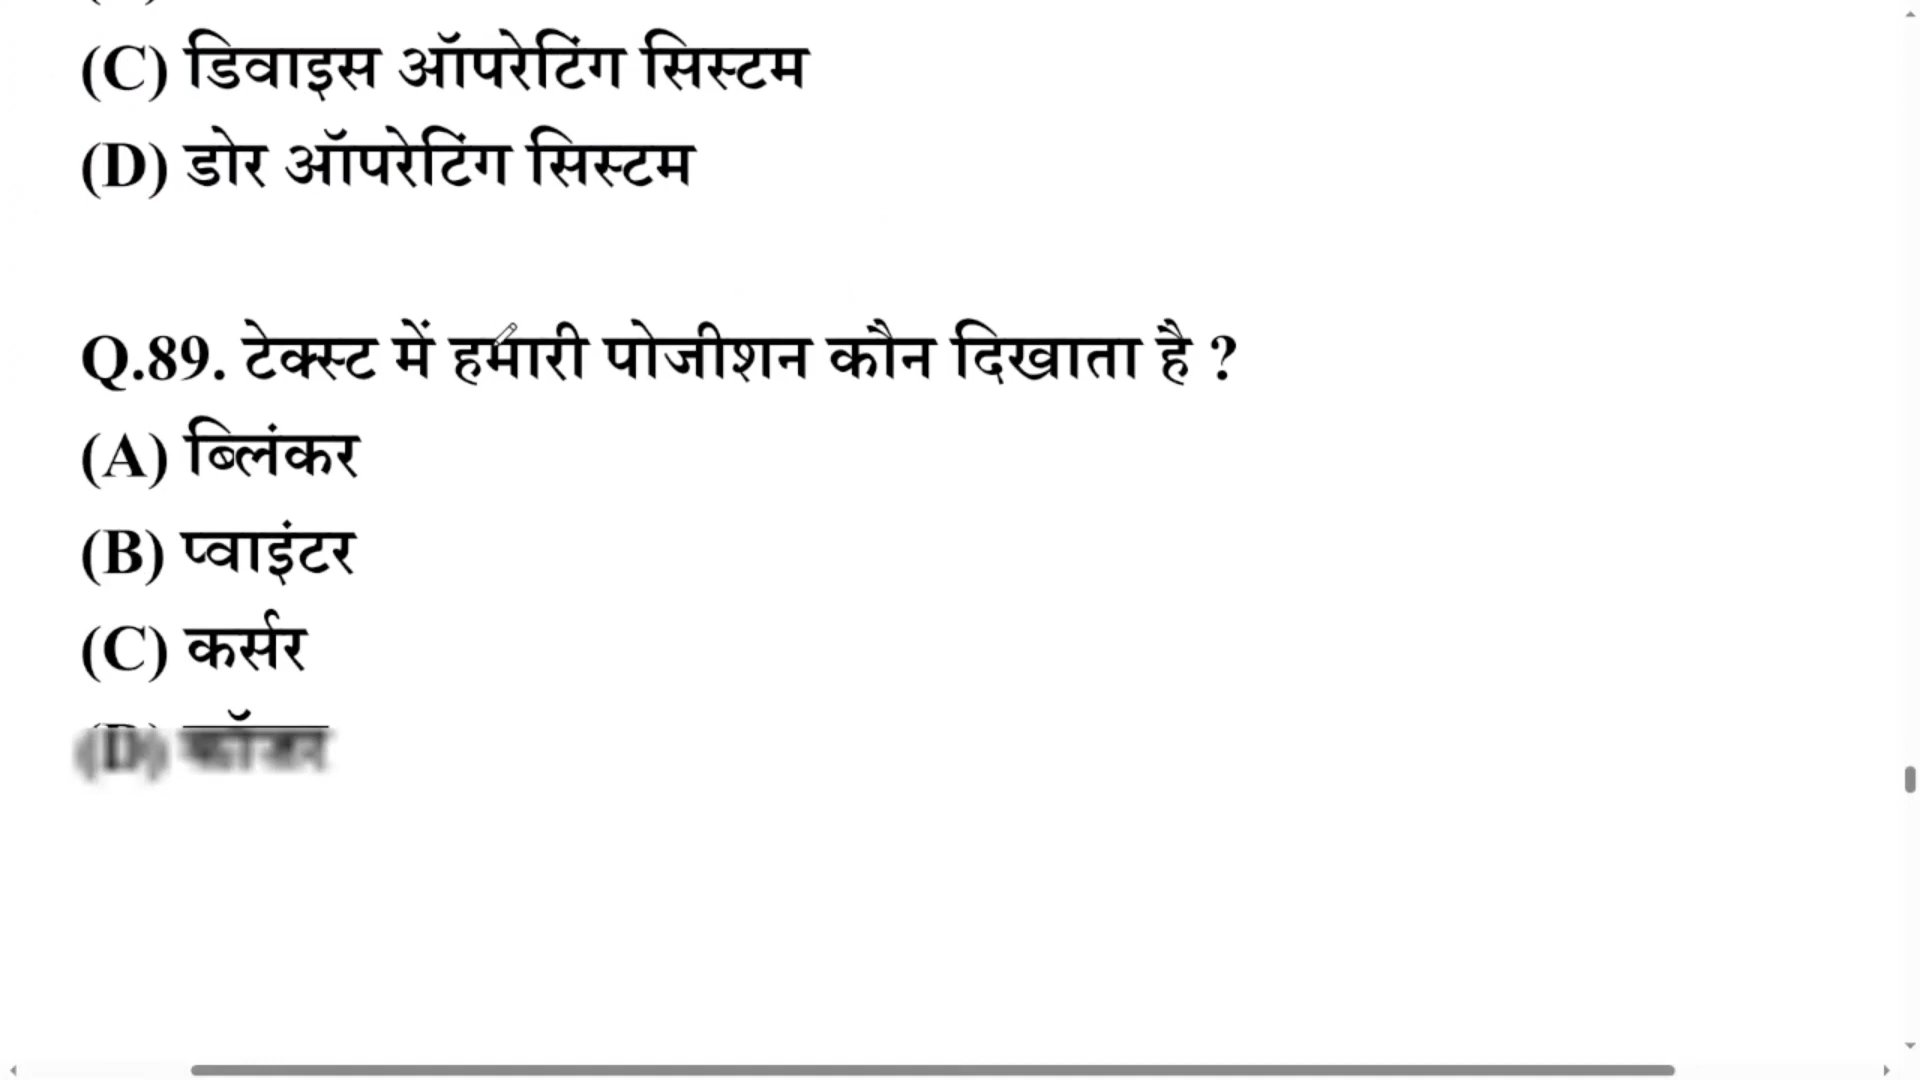 (C) डिवाइस ऑपरेटिंग सिस्टम
(D) डोर ऑपरेटिंग सिस्टम
Q.89. टेक्स्ट में हमारी पोजीशन कौन दिखाता है ?
(A) ब्लिंकर
(B) प्वाइंटर
(C) कर्सर
(D)